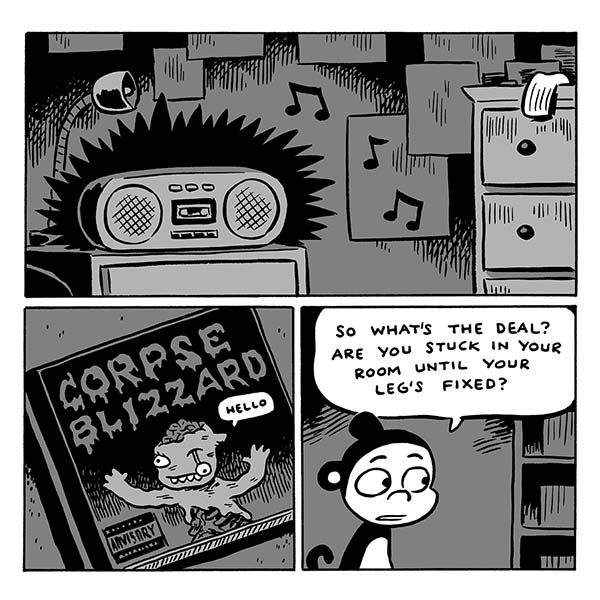 CORPSE
BLIZZARD
HELLO
ADVISORY
SO WHAT'S THE DEAL?
ARE YOU STUCK IN YOUR
ROOM UNTIL YOUR
LEG'S FIXED?